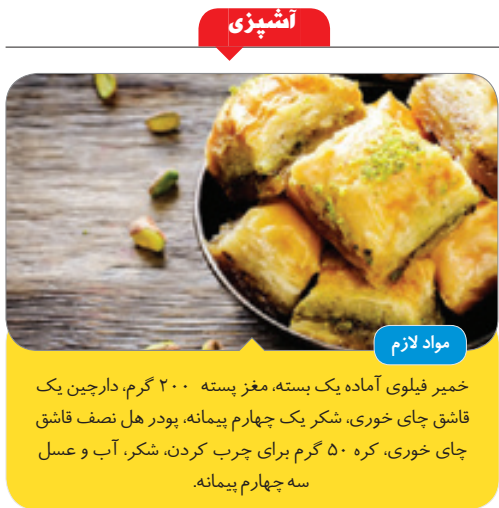 آشپزی
مواد لازم
خمیر فیلوی آماده یک بسته، مغز پسته ۲۰۰ گرم، دارچین یک
قاشق چای خوری، شکر یک چهارم پیمانه، پودر هل نصف قاشق
چای خوری، کره ۵۰ گرم برای چرب کردن، شکر، آب و عسل
سه چهارم پیمانه.